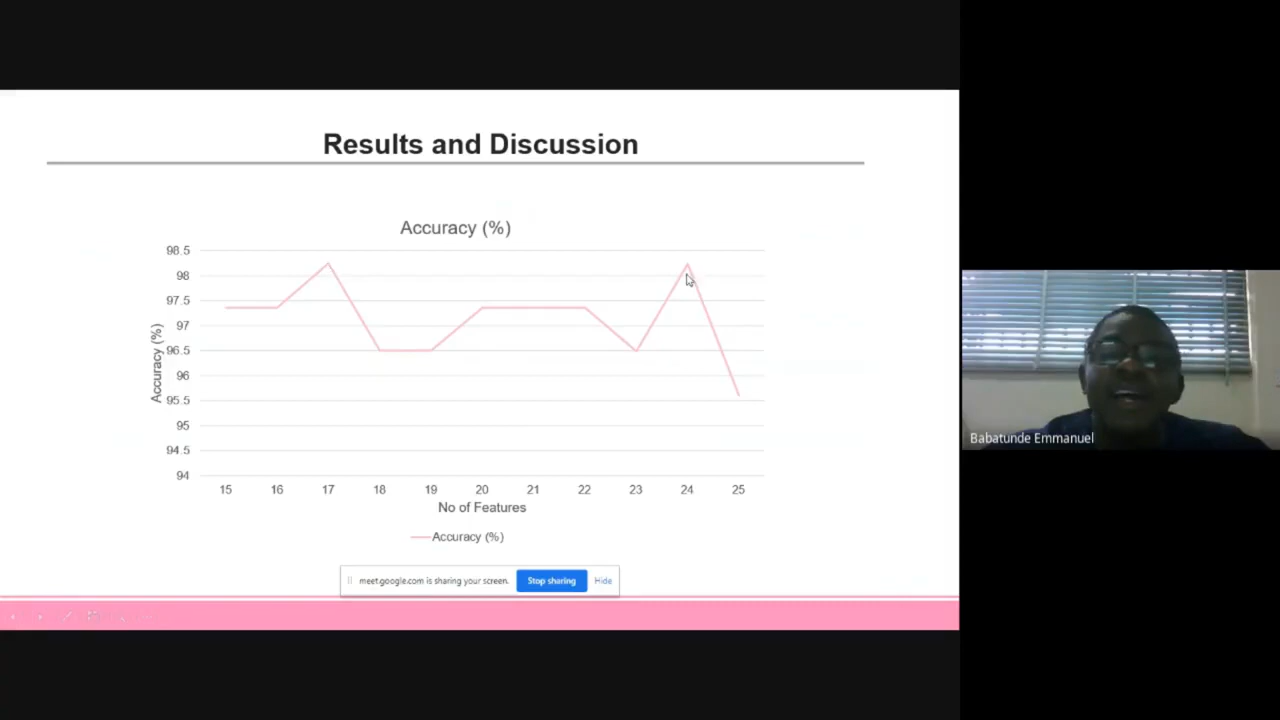 Results and Discussion
Accuracy (%)
98.5
98
97.5
97
96.5
96
95.5
95
94.5
94
Accuracy (%)
15 16 17 18 19 20 21 22 23 24 25
No of Features
Accuracy (%)
meet.google.com is sharing your screen. Stop sharing Hide
Babatunde Emmanuel